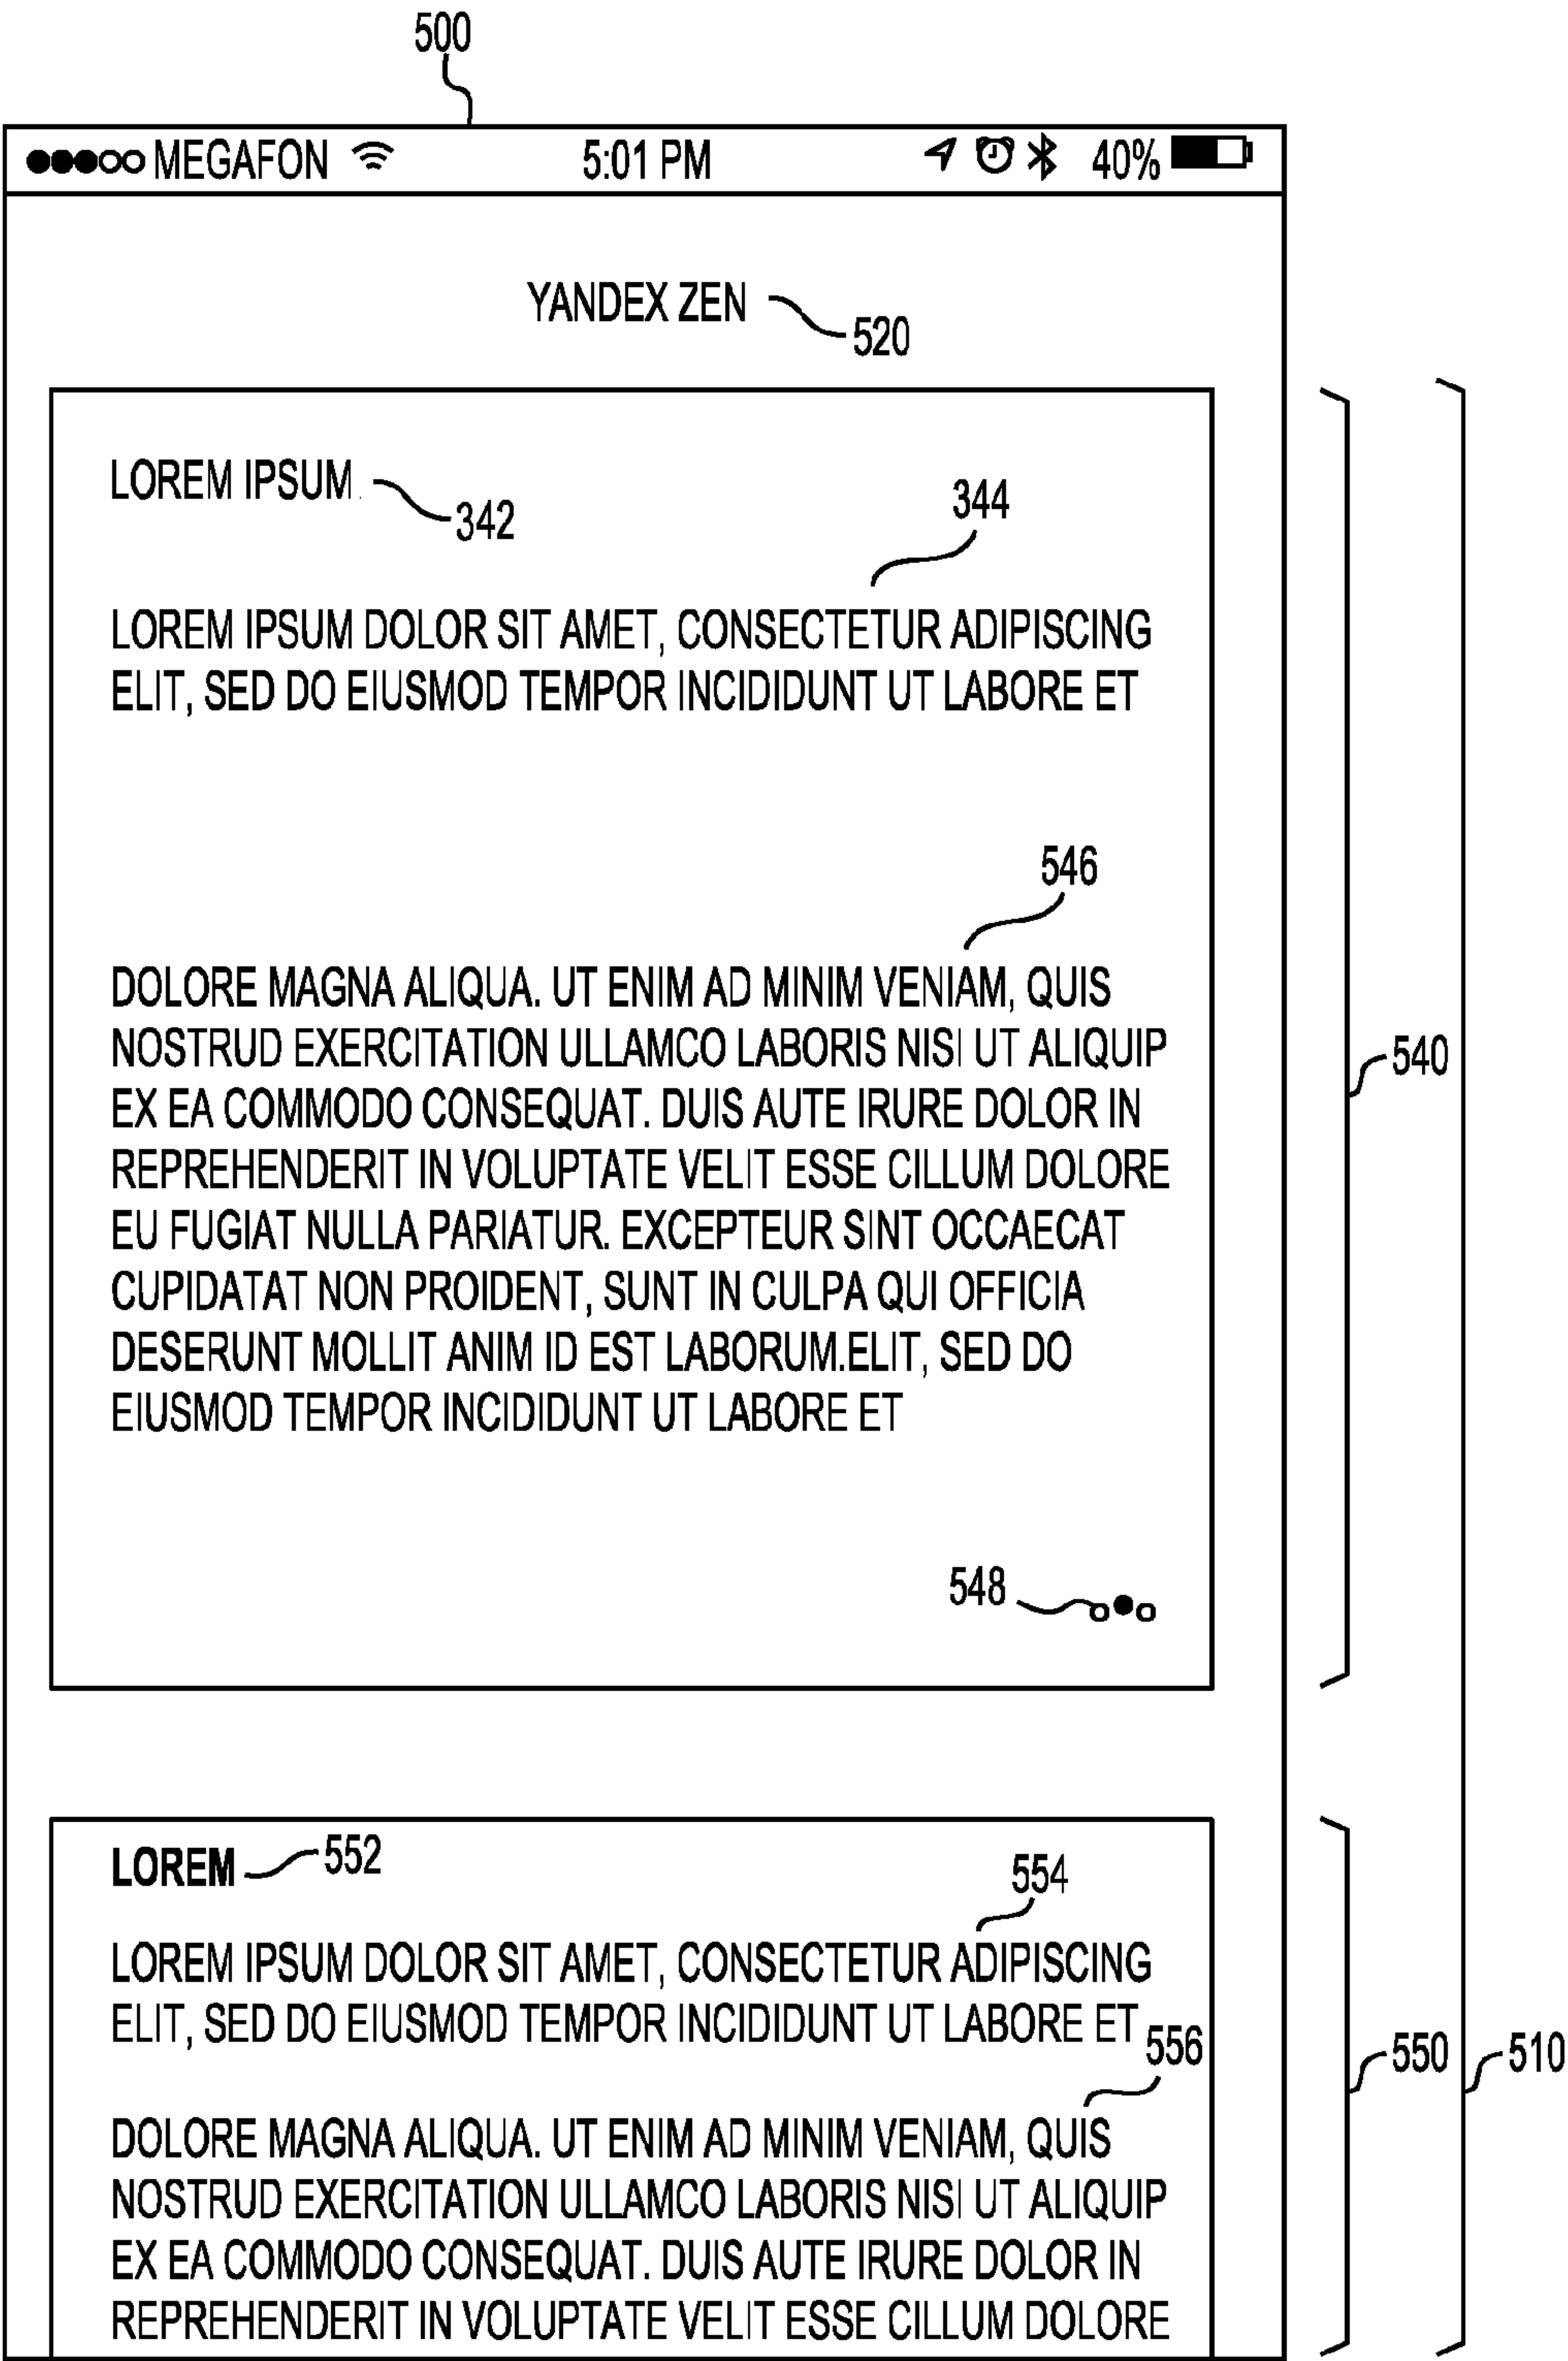 500
MEGAFON 5:01 PM 40%
YANDEX ZEN
520
LOREM IPSUM
342
344
LOREM IPSUM DOLOR SIT AMET, CONSECTETUR ADIPISCING
ELIT, SED DO EIUSMOD TEMPOR INCIDIDUNT UT LABORE ET
546
DOLORE MAGNA ALIQUA. UT ENIM AD MINIM VENIAM, QUIS
NOSTRUD EXERCITATION ULLAMCO LABORIS NISI UT ALIQUIP
EX EA COMMODO CONSEQUAT. DUIS AUTE IRURE DOLOR IN
REPREHENDERIT IN VOLUPTATE VELIT ESSE CILLUM DOLORE
EU FUGIAT NULLA PARIATUR. EXCEPTEUR SINT OCCAECAT
CUPIDATAT NON PROIDENT, SUNT IN CULPA QUI OFFICIA
DESERUNT MOLLIT ANIM ID EST LABORUM.ELIT, SED DO
EIUSMOD TEMPOR INCIDIDUNT UT LABORE ET
540
548
LOREM
552
554
LOREM IPSUM DOLOR SIT AMET, CONSECTETUR ADIPISCING
ELIT, SED DO EIUSMOD TEMPOR INCIDIDUNT UT LABORE ET
556
550
510
DOLORE MAGNA ALIQUA. UT ENIM AD MINIM VENIAM, QUIS
NOSTRUD EXERCITATION ULLAMCO LABORIS NISI UT ALIQUIP
EX EA COMMODO CONSEQUAT. DUIS AUTE IRURE DOLOR IN
REPREHENDERIT IN VOLUPTATE VELIT ESSE CILLUM DOLORE